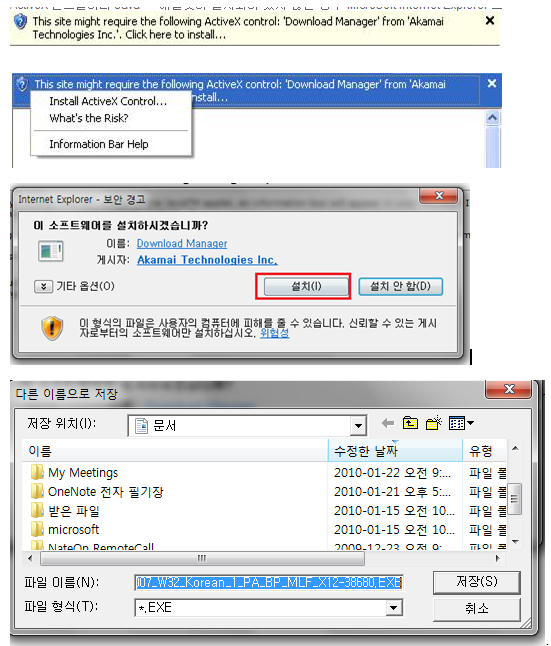 This site might require the following ActiveX control: 'Download Manager' from 'Akamai
Technologies Inc.'. Click here to install...
This site might require the following ActiveX control: 'Download Manager' from 'Akamai
nstall...
Install ActiveX Control...
What's the Risk?
Information Bar Help
Internet Explorer - 보안 경고
이 소프트웨어를 설치하시겠습니까?
이름: Download Manager
게시자: Akamai Technologies Inc.
기타 옵션(O)
설치(I)
설치 안 함(D)
이 형식의 파일은 사용자의 컴퓨터에 피해를 줄 수 있습니다. 신뢰할 수 있는 게시
자로부터의 소프트웨어만 설치하십시오. 위험성
다른 이름으로 저장
저장 위치(I): 문서
이름 수정한 날짜 유형
My Meetings 2010-01-22 오전 9:... 파일 폴
OneNote 전자 필기장 2010-01-21 오후 5:... 파일 폴
받은 파일 2010-01-15 오전 10... 파일 폴
microsoft 2010-01-15 오전 10... 파일 폴
NateOn RemoteCall 2009-12-23 오전 9: 파일 폴
파일 이름(N): J07_W32_Korean_1_PA_BP_MLF_X12-38680.EXE 저장(S)
파일 형식(T): *.EXE 취소